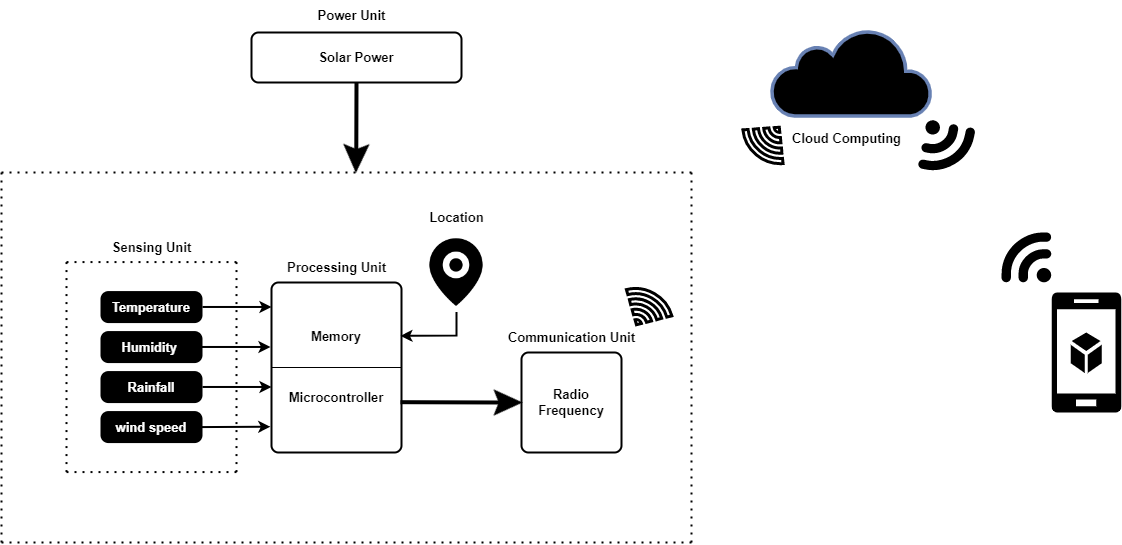 Power Unit
Solar Power
Cloud Computing
Location
Sensing Unit
Processing Unit
Temperature
Humidity
Rainfall
wind speed
Memory
Microcontroller
Communication Unit
Radio
Frequency